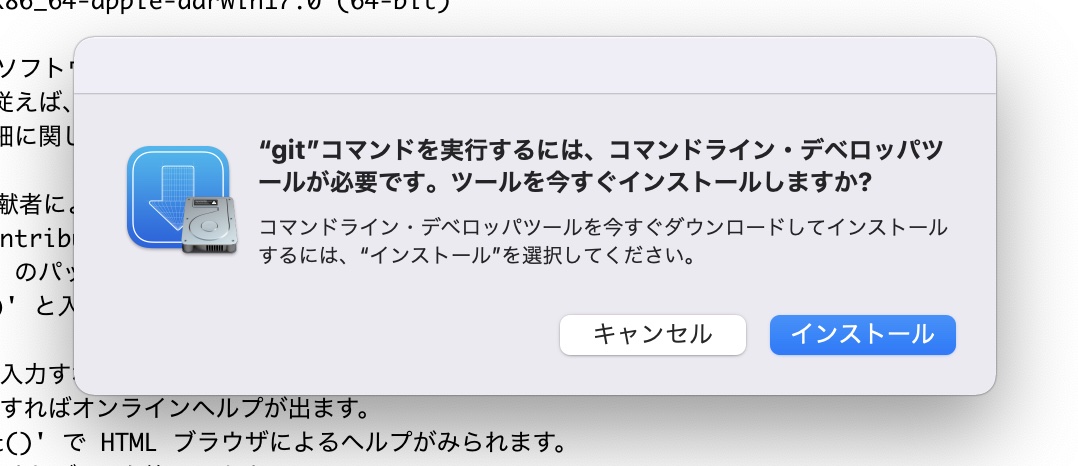 x86_64-apple-darwin17.0 (64-bit)
ソフトウ
従えば、
細に関し
“git”コマンドを実行するには、コマンドライン・デベロッパツ
ールが必要です。ツールを今すぐインストールしますか?
コマンドライン・デベロッパツールを今すぐダウンロードしてインストール
するには、“インストール”を選択してください。
献者によ
ontribu
のパッ
)' と入
キャンセル
インストール
入力す
すればオンラインヘルプが出ます。
t()' で HTML ブラウザによるヘルプがみられます。